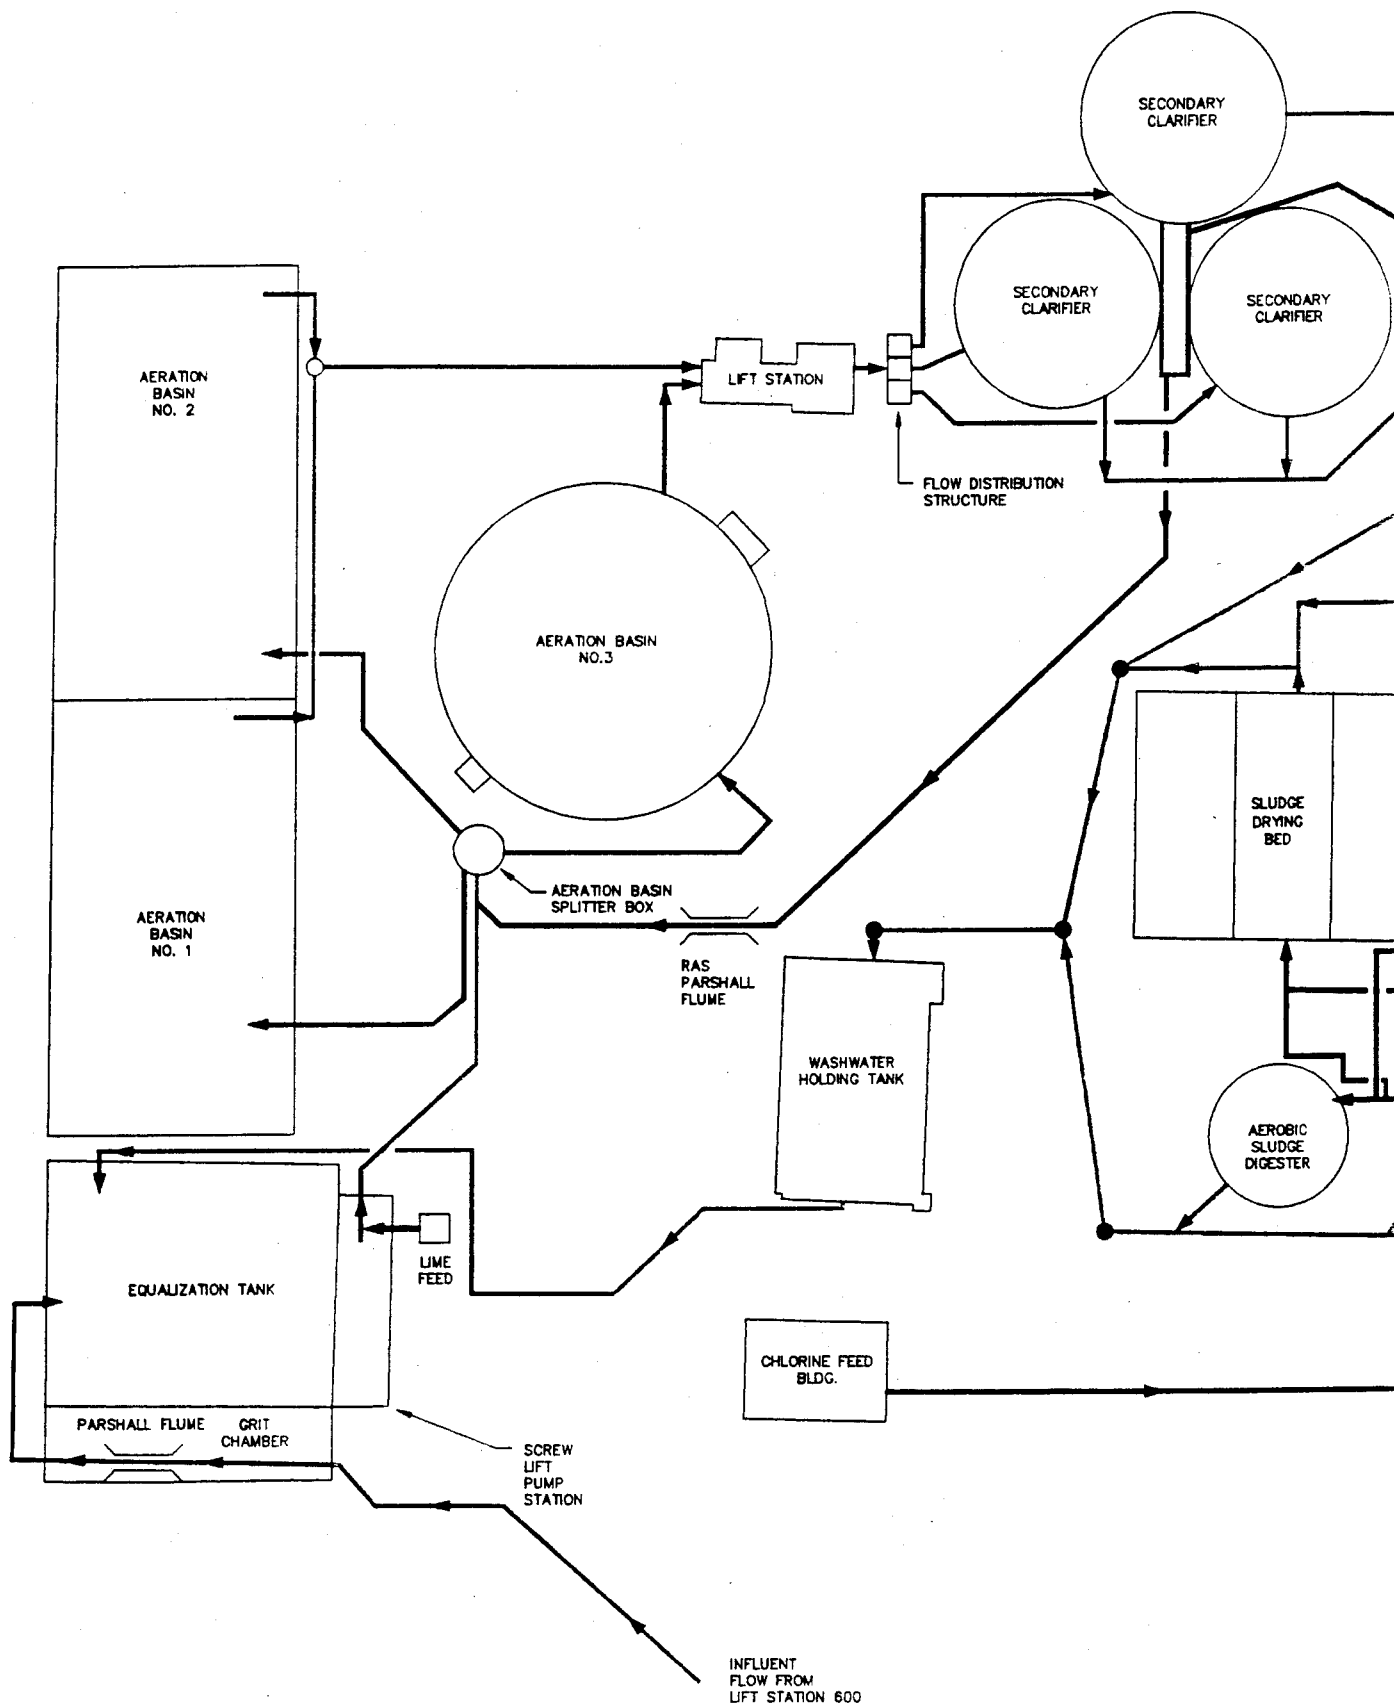 SECONDARY
CLARIFIER
SECONDARY
CLARIFIER
SECONDARY
CLARIFIER
AERATION
BASIN
NO. 2
LIFT STATION
FLOW DISTRIBUTION
STRUCTURE
AERATION BASIN
NO.3
SLUDGE
DRYING
BED
AERATION BASIN
SPLITTER BOX
AERATION
BASIN
NO. 1
RAS
PARSHALL
FLUME
WASHWATER
HOLDING TANK
AEROBIC
SLUDGE
DIGESTER
LIME
FEED
EQUALIZATION TANK
CHLORINE FEED
BLDG.
PARSHALL FLUME
GRIT
CHAMBER
SCREW
LIFT
PUMP
STATION
INFLUENT
FLOW FROM
LIFT STATION 600